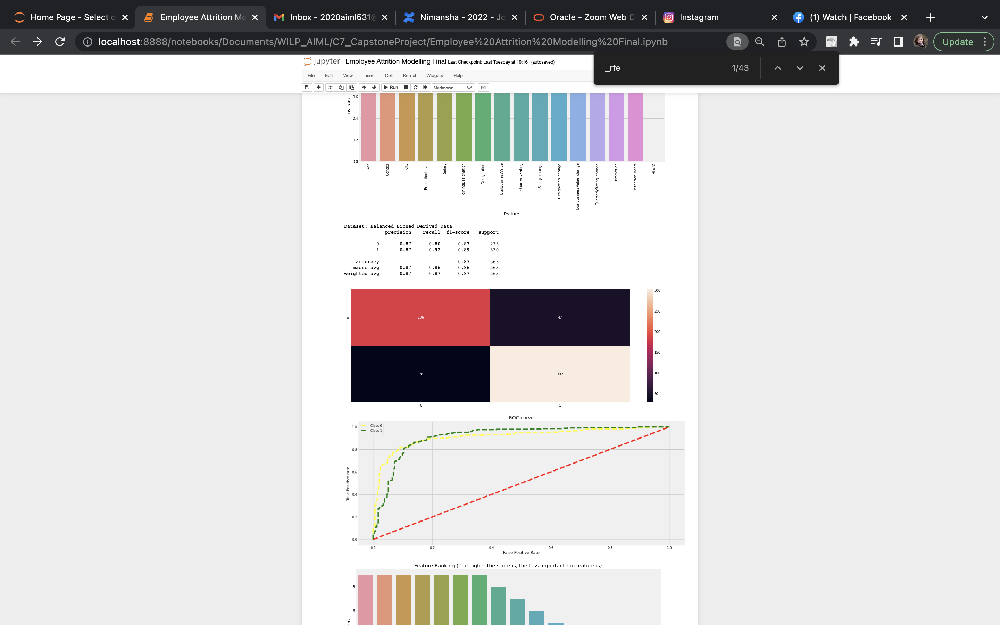 Home Page - Select o
Employee Attrition Mo
Inbox - 2020aiml531@
Nimansha - 2022 - Jo
Oracle - Zoom Web C
Instagram
(1) Watch | Facebook
localhost:8888/notebooks/Documents/WILP_AIML/C7_CapstoneProject/Employee%20Attrition%20Modelling%20Final.ipynb
Update
_rfe 1/43
jupyter Employee Attrition Modelling Final Last Checkpoint: Last Tuesday at 19:16 (autosaved)
File Edit View Insert Cell Kernel Widgets Help
Run Markdown
inv_rank
0.6
0.4
0.2
0.0
Age
Gender
City
EducationLevel
Salary
JoiningDesignation
Designation
TotalBusinessValue
QuarterlyRating
Salary_change
Designation_change
TotalBusinessValue_change
QuarterlyRating_change
Promotion
Retention_years
Hike%
Feature
Dataset: Balanced Binned Derived Data
precision recall f1-score support
0 0.87 0.80 0.83 233
1 0.87 0.92 0.89 330
accuracy 0.87 563
macro avg 0.87 0.86 0.86 563
weighted avg 0.87 0.87 0.87 563
0 186 47
1 28 302
0 1
300
250
200
150
100
50
ROC curve
Class 0
Class 1
True Positive rate
1.0
0.8
0.6
0.4
0.2
0.0
0.0 0.2 0.4 0.6 0.8 1.0
False Positive Rate
Feature Ranking (The higher the score is, the less important the feature is)
8
6
ank